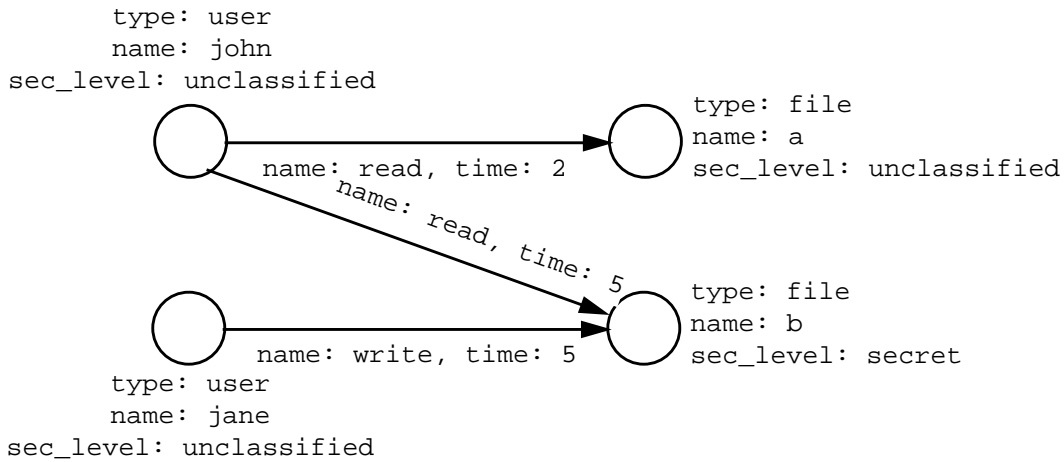 type: user
name: john
sec_level: unclassified
type: file
name: a
sec_level: unclassified
name: read, time: 2
name: read, time: 5
type: file
name: b
sec_level: secret
name: write, time: 5
type: user
name: jane
sec_level: unclassified